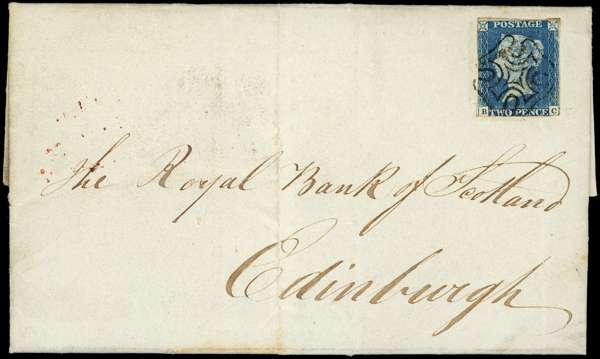 POSTAGE
B C
TWO PENCE
The Royal Bank of Scotland
Edinburgh